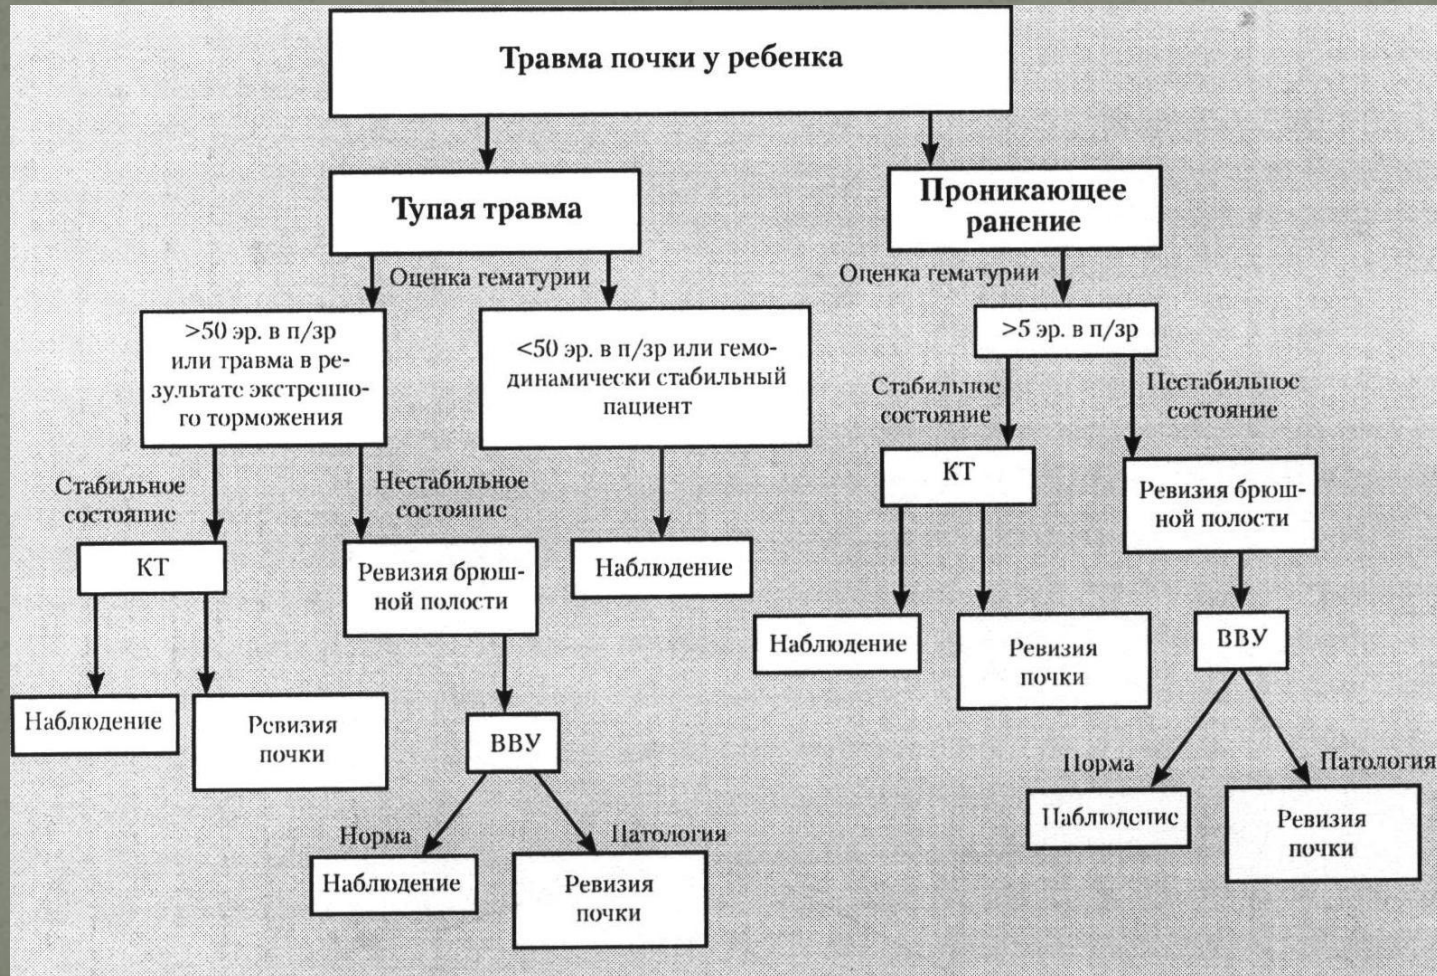 Травма почки у ребенка
Тупая травма
Проникающее
ранение
Оценка гематурии
Оценка гематурии
>50 эр. в п/зр
или травма в ре-
зультате экстренно-
го торможения
<50 эр. в п/зр или гемо-
динамически стабильный
пациент
>5 эр. в п/зр
Стабильное
состояние
Нестабильное
состояние
Стабильное
состояние
Нестабильное
состояние
КТ
Ревизия брюш-
ной полости
Наблюдение
КТ
Ревизия брюш-
ной полости
Наблюдение
Ревизия
почки
ВВУ
Наблюдение
Ревизия
почки
ВВУ
Норма
Патология
Наблюдение
Ревизия
почки
Норма
Патология
Наблюдение
Ревизия
почки